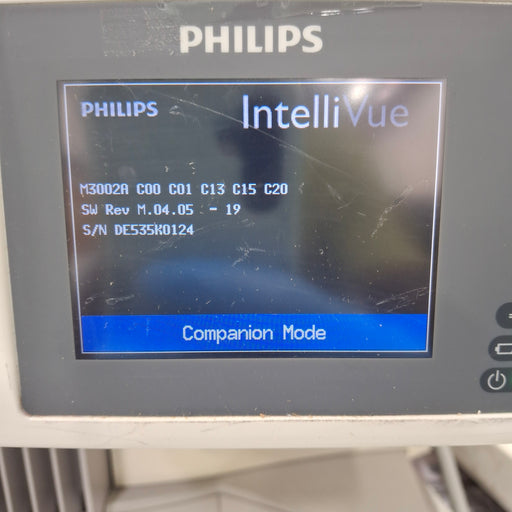 PHILIPS
PHILIPS IntelliVue
M3002A C00 C01 C13 C15 C20
SW Rev M.04.05 - 19
S/N DE535K0124
Companion Mode